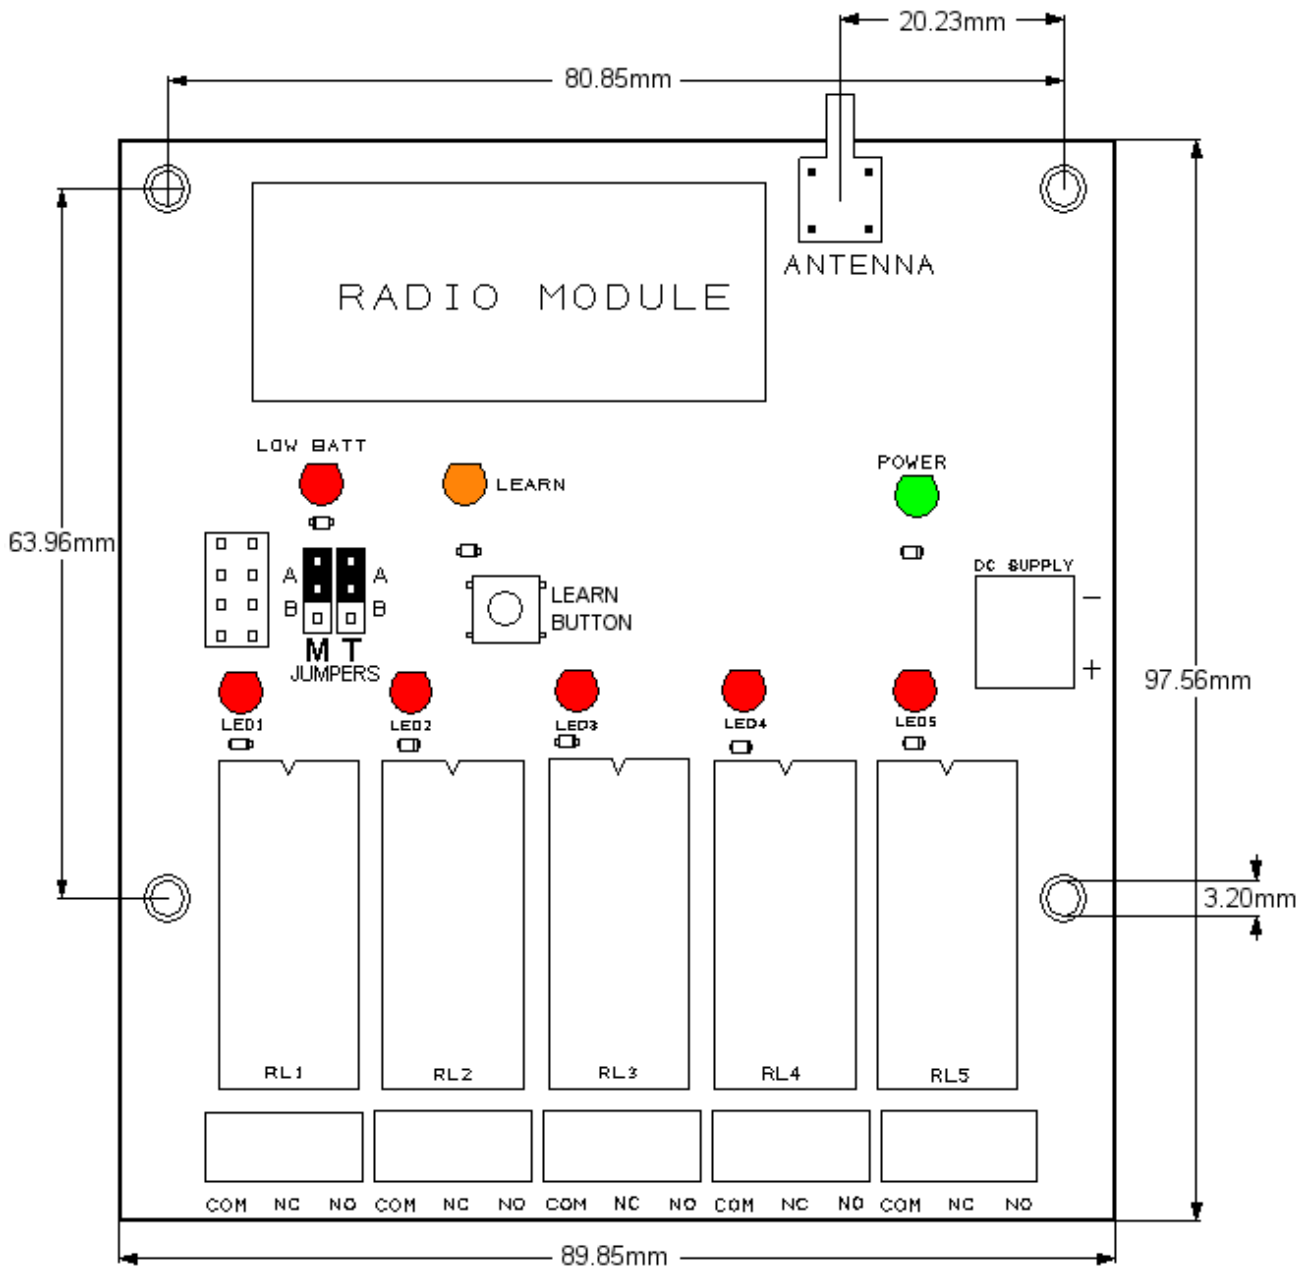 20.23mm
80.85mm
ANTENNA
RADIO MODULE
LOW BATT
LEARN
POWER
63.96mm
DC SUPPLY
A A
B B
M T
JUMPERS
LEARN
BUTTON
−
+
97.56mm
LED1 LED2 LED3 LED4 LED5
3.20mm
RL1 RL2 RL3 RL4 RL5
COM NC NO COM NC NO COM NC NO COM NC NO COM NC NO
89.85mm